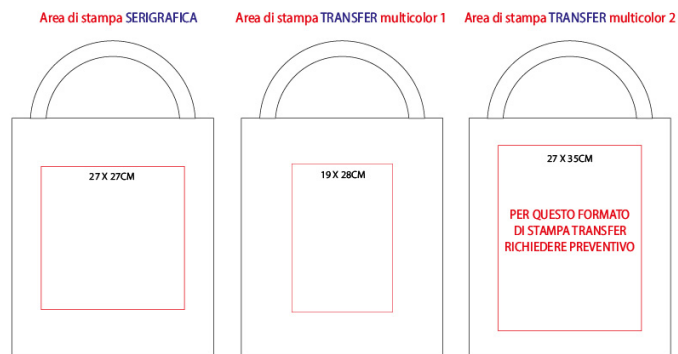 Area di stampa SERIGRAFICA
Area di stampa TRANSFER multicolor 1
Area di stampa TRANSFER multicolor 2
27 X 27CM
19 X 28CM
27 X 35CM
PER QUESTO FORMATO
DI STAMPA TRANSFER
RICHIEDERE PREVENTIVO